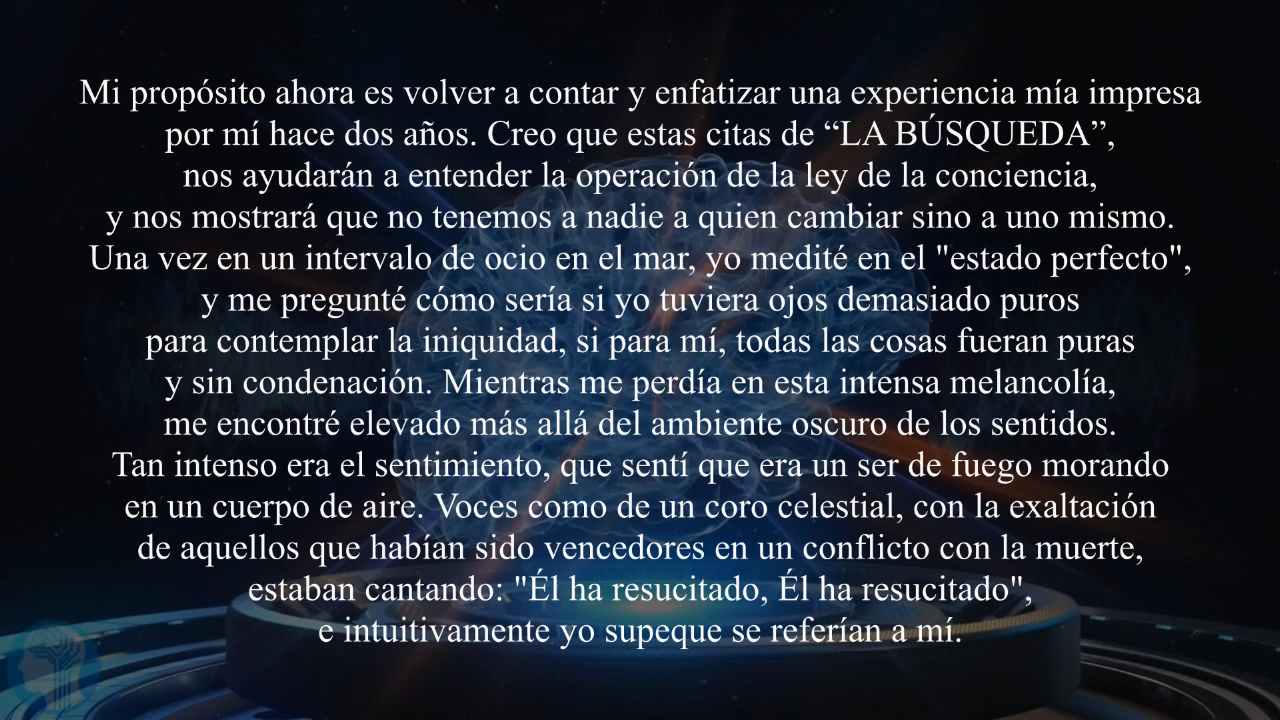 Mi propósito ahora es volver a contar y enfatizar una experiencia mía impresa
por mí hace dos años. Creo que estas citas de “LA BÚSQUEDA”,
nos ayudarán a entender la operación de la ley de la conciencia,
y nos mostrará que no tenemos a nadie a quien cambiar sino a uno mismo.
Una vez en un intervalo de ocio en el mar, yo medité en el "estado perfecto",
y me pregunté cómo sería si yo tuviera ojos demasiado puros
para contemplar la iniquidad, si para mí, todas las cosas fueran puras
y sin condenación. Mientras me perdía en esta intensa melancolía,
me encontré elevado más allá del ambiente oscuro de los sentidos.
Tan intenso era el sentimiento, que sentí que era un ser de fuego morando
en un cuerpo de aire. Voces como de un coro celestial, con la exaltación
de aquellos que habían sido vencedores en un conflicto con la muerte,
estaban cantando: "Él ha resucitado, Él ha resucitado",
e intuitivamente yo supeque se referían a mí.